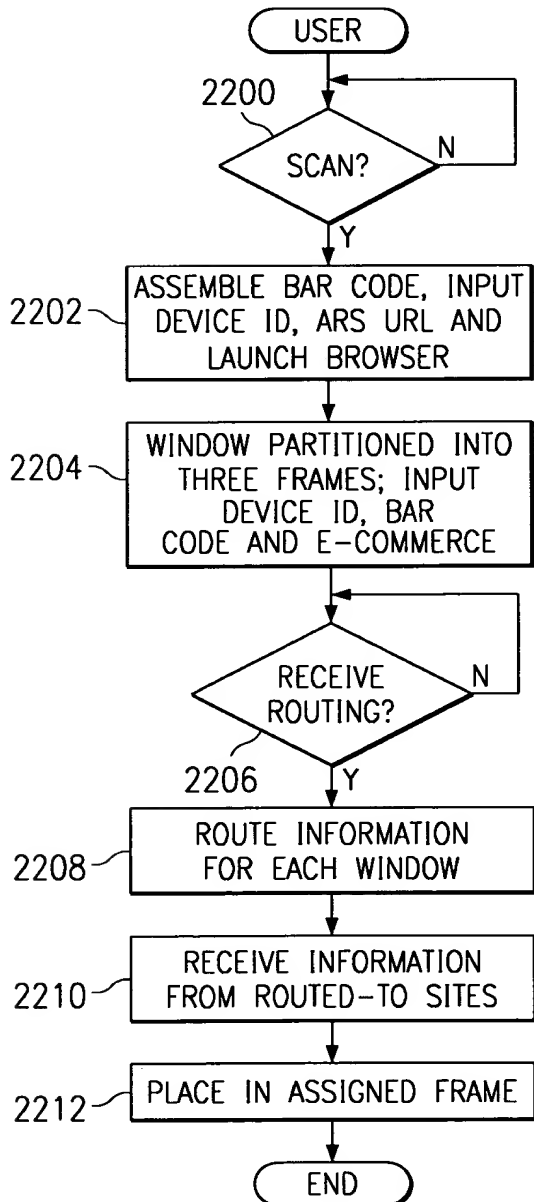 USER
2200
SCAN?
N
Y
2202
ASSEMBLE BAR CODE, INPUT
DEVICE ID, ARS URL AND
LAUNCH BROWSER
2204
WINDOW PARTITIONED INTO
THREE FRAMES; INPUT
DEVICE ID, BAR
CODE AND E-COMMERCE
RECEIVE
ROUTING?
N
2206
Y
2208
ROUTE INFORMATION
FOR EACH WINDOW
2210
RECEIVE INFORMATION
FROM ROUTED-TO SITES
2212
PLACE IN ASSIGNED FRAME
END